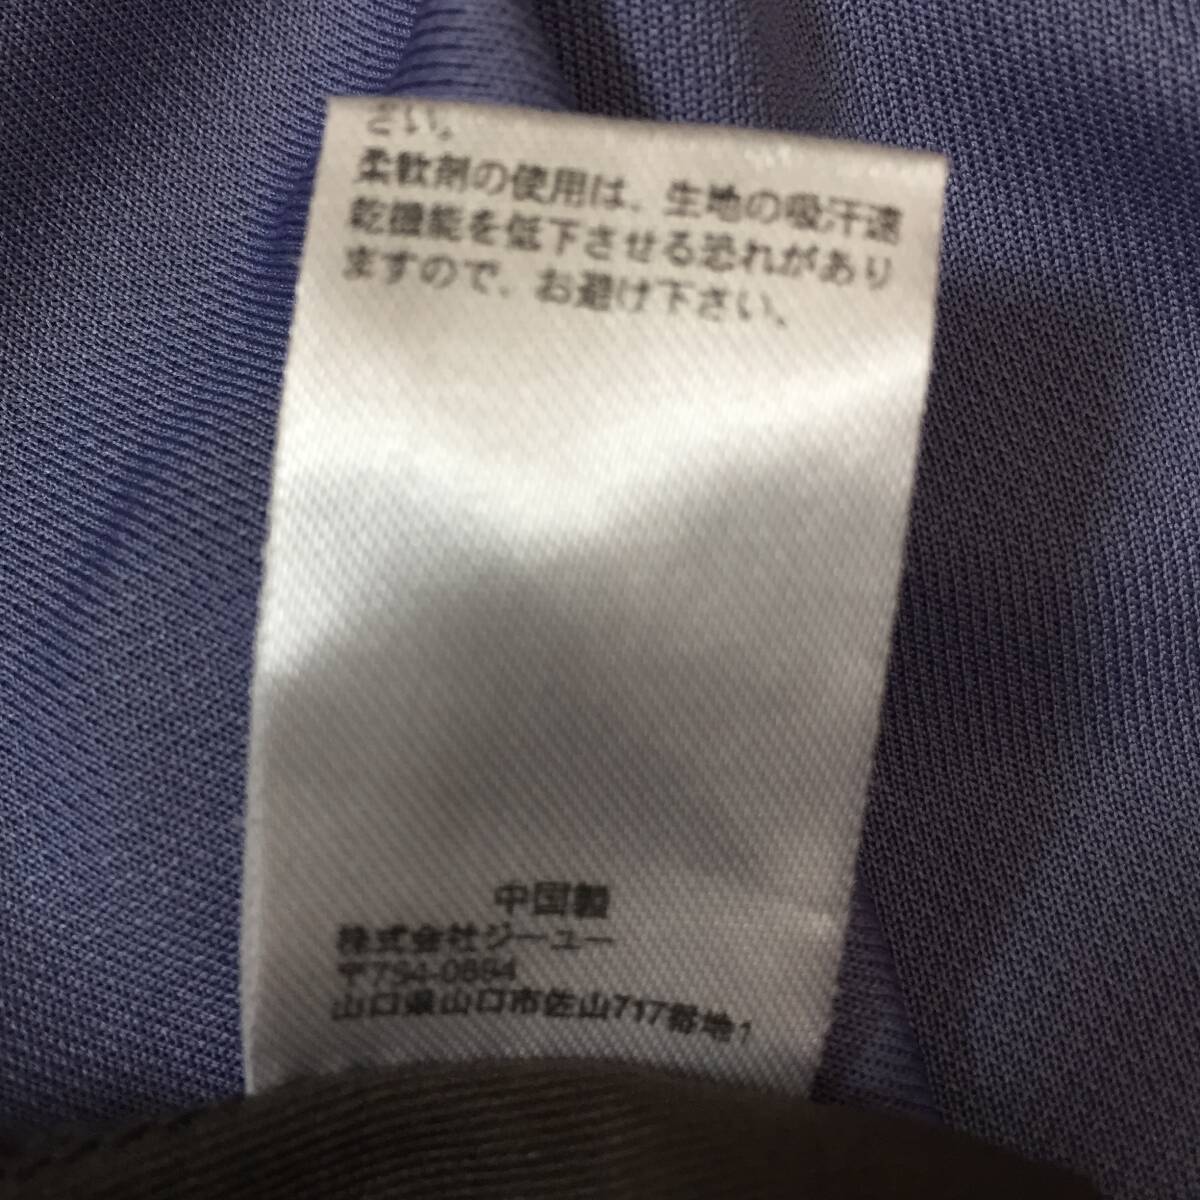 さい。
柔軟剤の使用は、生地の吸汗速
乾機能を低下させる恐れがあり
ますので、お避け下さい。
中国製
株式会社ジーユー
〒754-0894
山口県山口市佐山717番地1